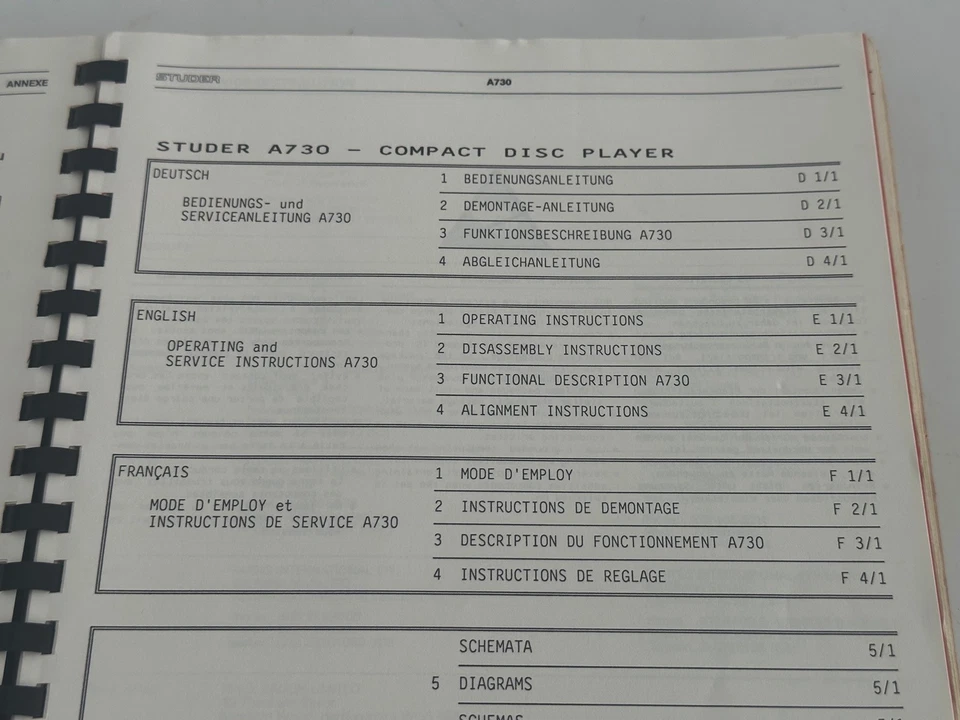 ANNEXE
STUDER
A730
STUDER A730 — COMPACT DISC PLAYER
DEUTSCH
BEDIENUNGS- und
SERVICEANLEITUNG A730
1 BEDIENUNGSANLEITUNG D 1/1
2 DEMONTAGE-ANLEITUNG D 2/1
3 FUNKTIONSBESCHREIBUNG A730 D 3/1
4 ABGLEICHANLEITUNG D 4/1
ENGLISH
OPERATING and
SERVICE INSTRUCTIONS A730
1 OPERATING INSTRUCTIONS E 1/1
2 DISASSEMBLY INSTRUCTIONS E 2/1
3 FUNCTIONAL DESCRIPTION A730 E 3/1
4 ALIGNMENT INSTRUCTIONS E 4/1
FRANÇAIS
MODE D'EMPLOY et
INSTRUCTIONS DE SERVICE A730
1 MODE D'EMPLOY F 1/1
2 INSTRUCTIONS DE DEMONTAGE F 2/1
3 DESCRIPTION DU FONCTIONNEMENT A730 F 3/1
4 INSTRUCTIONS DE REGLAGE F 4/1
SCHEMATA 5/1
5 DIAGRAMS 5/1
SCHEMAS